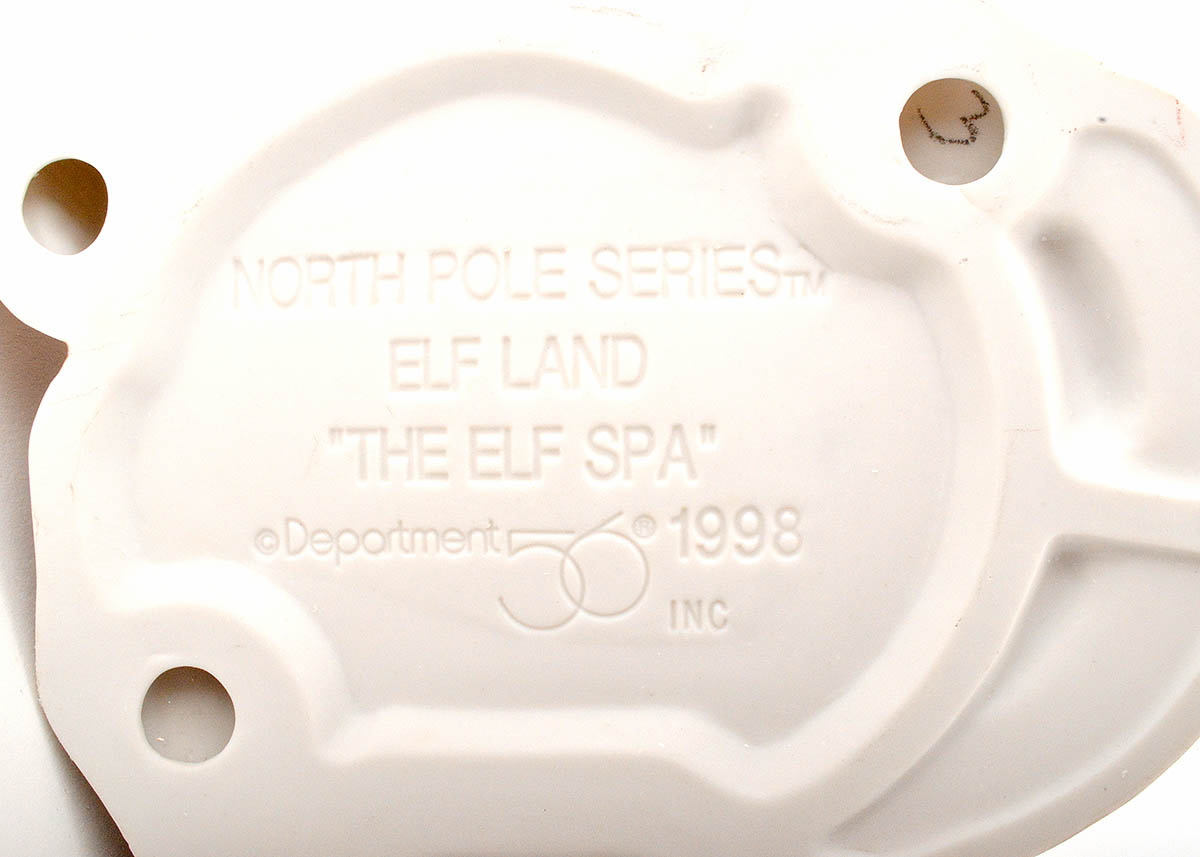 NORTH POLE SERIES™
ELF LAND
"THE ELF SPA"
©Department 56® 1998
INC